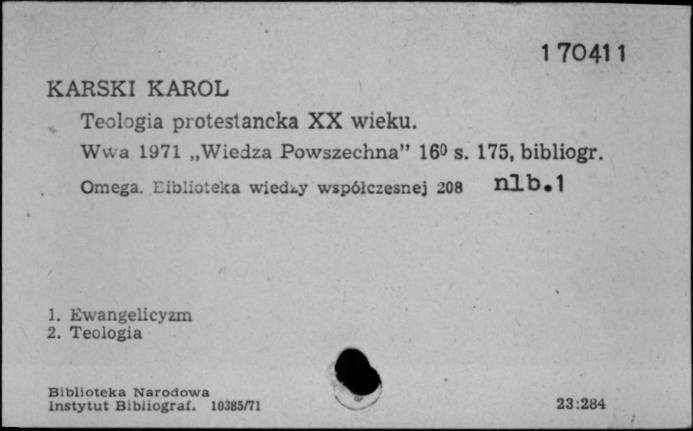 170411
KARSKI KAROL
Teologia protestancka XX wieku.
Wwa 1971 „Wiedza Powszechna” 16⁰ s. 175, bibliogr.
Omega. Biblioteka wiedzy współczesnej 208 nlb.1
1. Ewangelicyzm
2. Teologia
Biblioteka Narodowa
Instytut Bibliograf. 10385/71
23:284